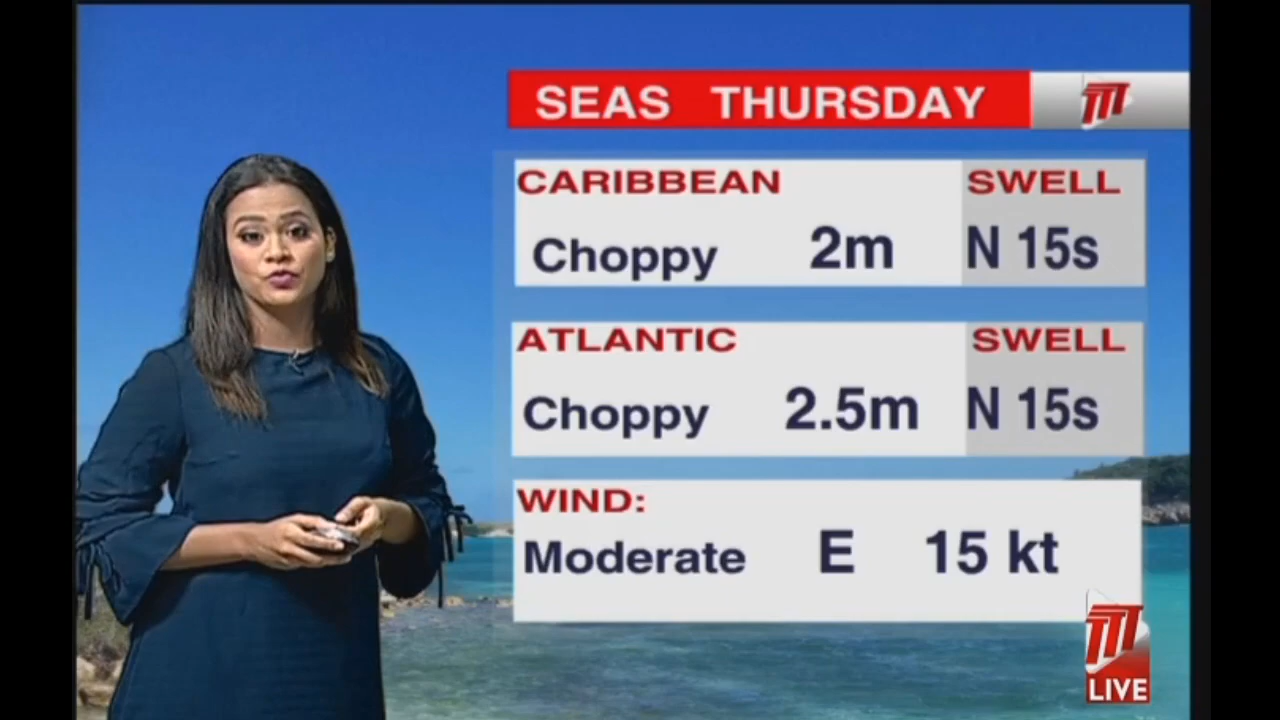 SEAS THURSDAY
CARIBBEAN SWELL
Choppy 2m N 15s
ATLANTIC SWELL
Choppy 2.5m N 15s
WIND:
Moderate E 15 kt
LIVE